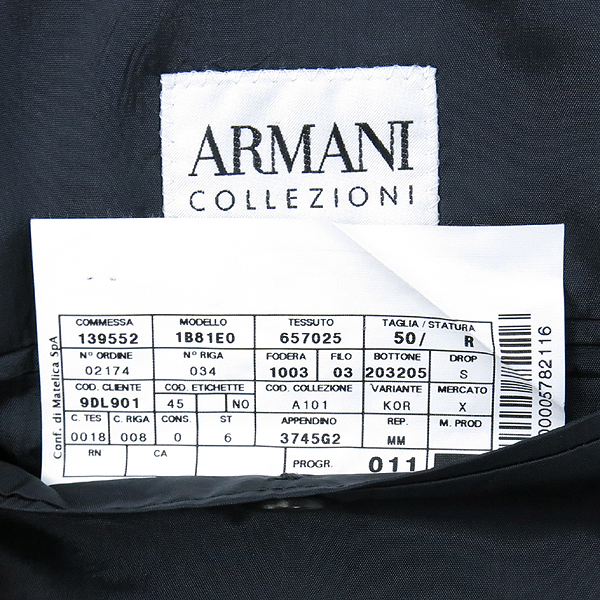 ARMANI
COLLEZIONI
COMMESSA MODELLO TESSUTO TAGLIA / STATURA
139552 1B81E0 657025 50/ R
Nº ORDINE Nº RIGA FODERA FILO BOTTONE DROP
02174 034 1003 03 203205 S
COD. CLIENTE COD. ETICHETTE COD. COLLEZIONE VARIANTE MERCATO
9DL901 45 NO A101 KOR X
C. TES C. RIGA CONS. ST APPENDINO REP. M. PROD
0018 008 0 6 3745G2 MM
RN CA PROGR. 011
Conf. di Matelica SpA
00005782116